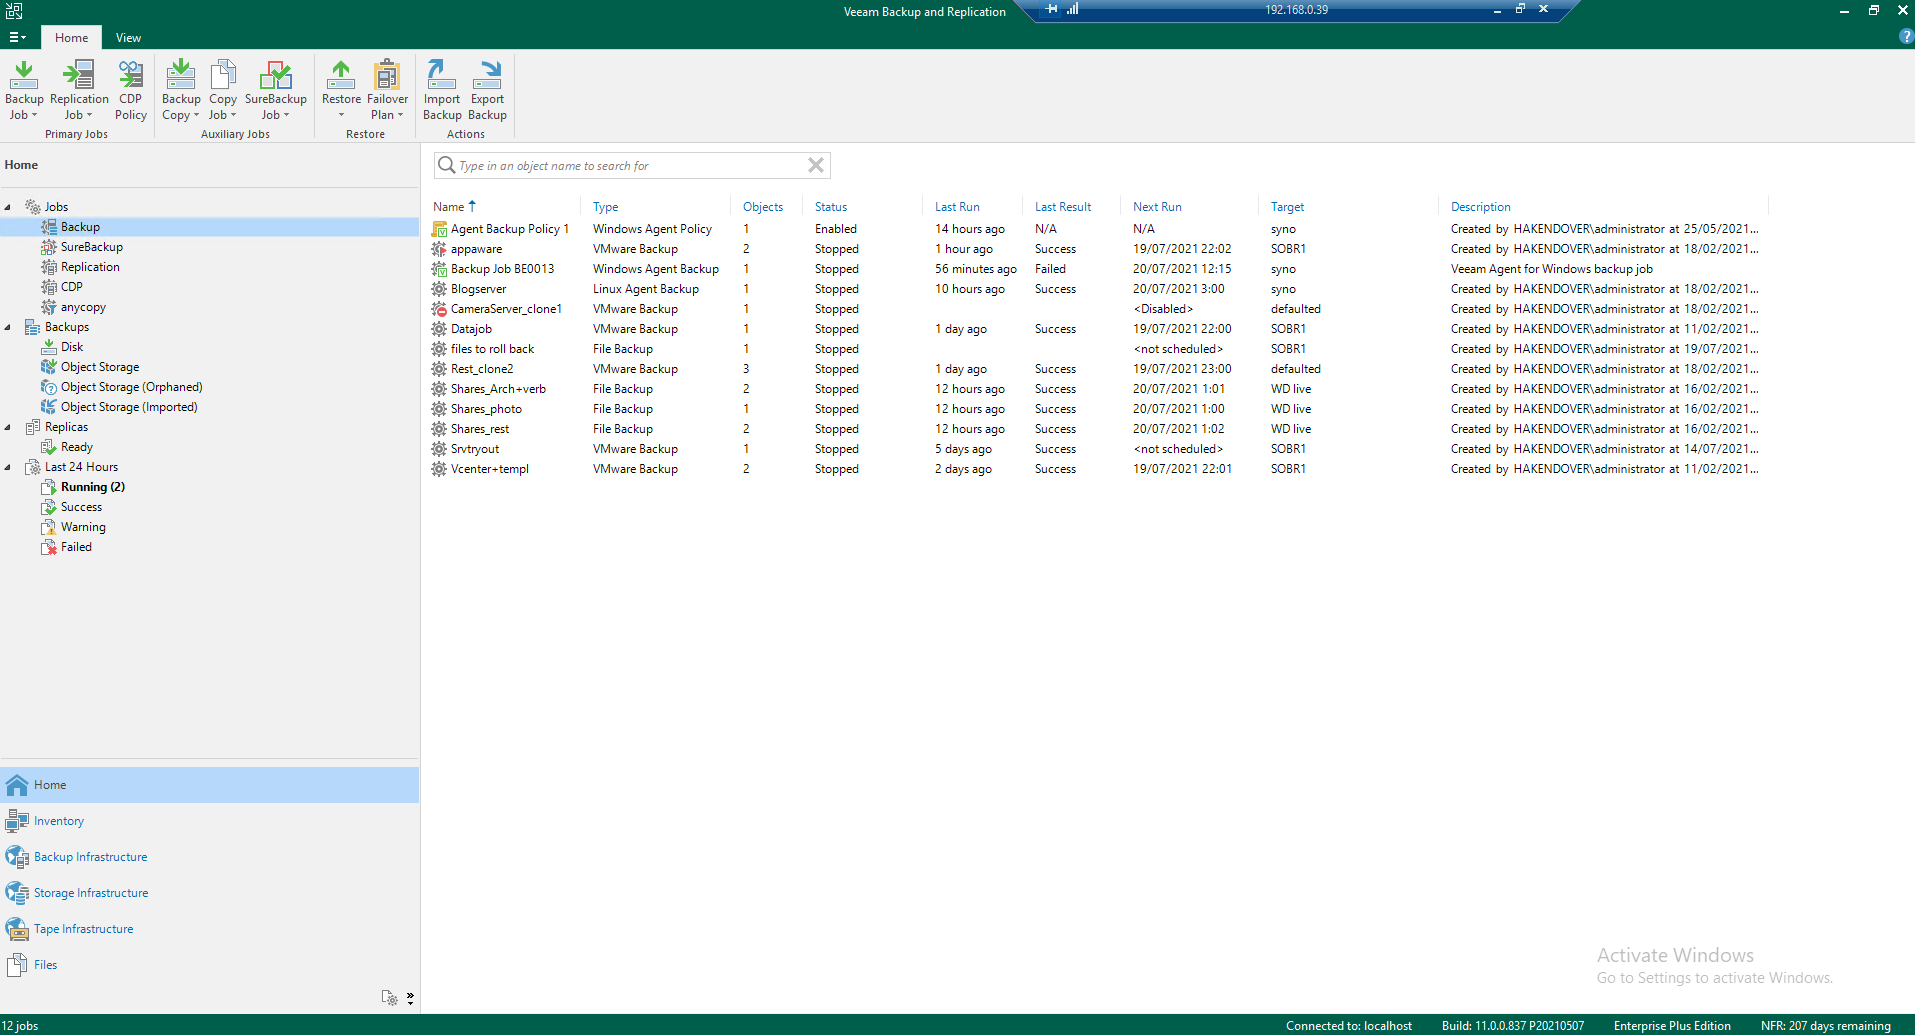 Veeam Backup and Replication
192.168.0.39
Home View
Backup Job
Replication Job
CDP Policy
Primary Jobs
Backup Copy
Copy Job
SureBackup Job
Auxiliary Jobs
Restore
Failover Plan
Restore
Import Backup
Export Backup
Actions
Home
Jobs
Backup
SureBackup
Replication
CDP
anycopy
Backups
Disk
Object Storage
Object Storage (Orphaned)
Object Storage (Imported)
Replicas
Ready
Last 24 Hours
Running (2)
Success
Warning
Failed
Home
Inventory
Backup Infrastructure
Storage Infrastructure
Tape Infrastructure
Files
Type in an object name to search for
Name Type Objects Status Last Run Last Result Next Run Target Description
Agent Backup Policy 1 Windows Agent Policy 1 Enabled 14 hours ago N/A N/A syno Created by HAKENDOVER\administrator at 25/05/2021...
appaware VMware Backup 2 Stopped 1 hour ago Success 19/07/2021 22:02 SOBR1 Created by HAKENDOVER\administrator at 18/02/2021...
Backup Job BE0013 Windows Agent Backup 1 Stopped 56 minutes ago Failed 20/07/2021 12:15 syno Veeam Agent for Windows backup job
Blogserver Linux Agent Backup 1 Stopped 10 hours ago Success 20/07/2021 3:00 syno Created by HAKENDOVER\administrator at 18/02/2021...
CameraServer_clone1 VMware Backup 1 Stopped <Disabled> defaulted Created by HAKENDOVER\administrator at 18/02/2021...
Datajob VMware Backup 1 Stopped 1 day ago Success 19/07/2021 22:00 SOBR1 Created by HAKENDOVER\administrator at 11/02/2021...
files to roll back File Backup 1 Stopped <not scheduled> SOBR1 Created by HAKENDOVER\administrator at 19/07/2021...
Rest_clone2 VMware Backup 3 Stopped 1 day ago Success 19/07/2021 23:00 defaulted Created by HAKENDOVER\administrator at 18/02/2021...
Shares_Arch+verb File Backup 2 Stopped 12 hours ago Success 20/07/2021 1:01 WD live Created by HAKENDOVER\administrator at 16/02/2021...
Shares_photo File Backup 1 Stopped 12 hours ago Success 20/07/2021 1:00 WD live Created by HAKENDOVER\administrator at 16/02/2021...
Shares_rest File Backup 2 Stopped 12 hours ago Success 20/07/2021 1:02 WD live Created by HAKENDOVER\administrator at 16/02/2021...
Srvtryout VMware Backup 1 Stopped 5 days ago Success <not scheduled> SOBR1 Created by HAKENDOVER\administrator at 14/07/2021...
Vcenter+templ VMware Backup 2 Stopped 2 days ago Success 19/07/2021 22:01 SOBR1 Created by HAKENDOVER\administrator at 11/02/2021...
Activate Windows
Go to Settings to activate Windows.
12 jobs Connected to: localhost Build: 11.0.0.837 P20210507 Enterprise Plus Edition NFR: 207 days remaining